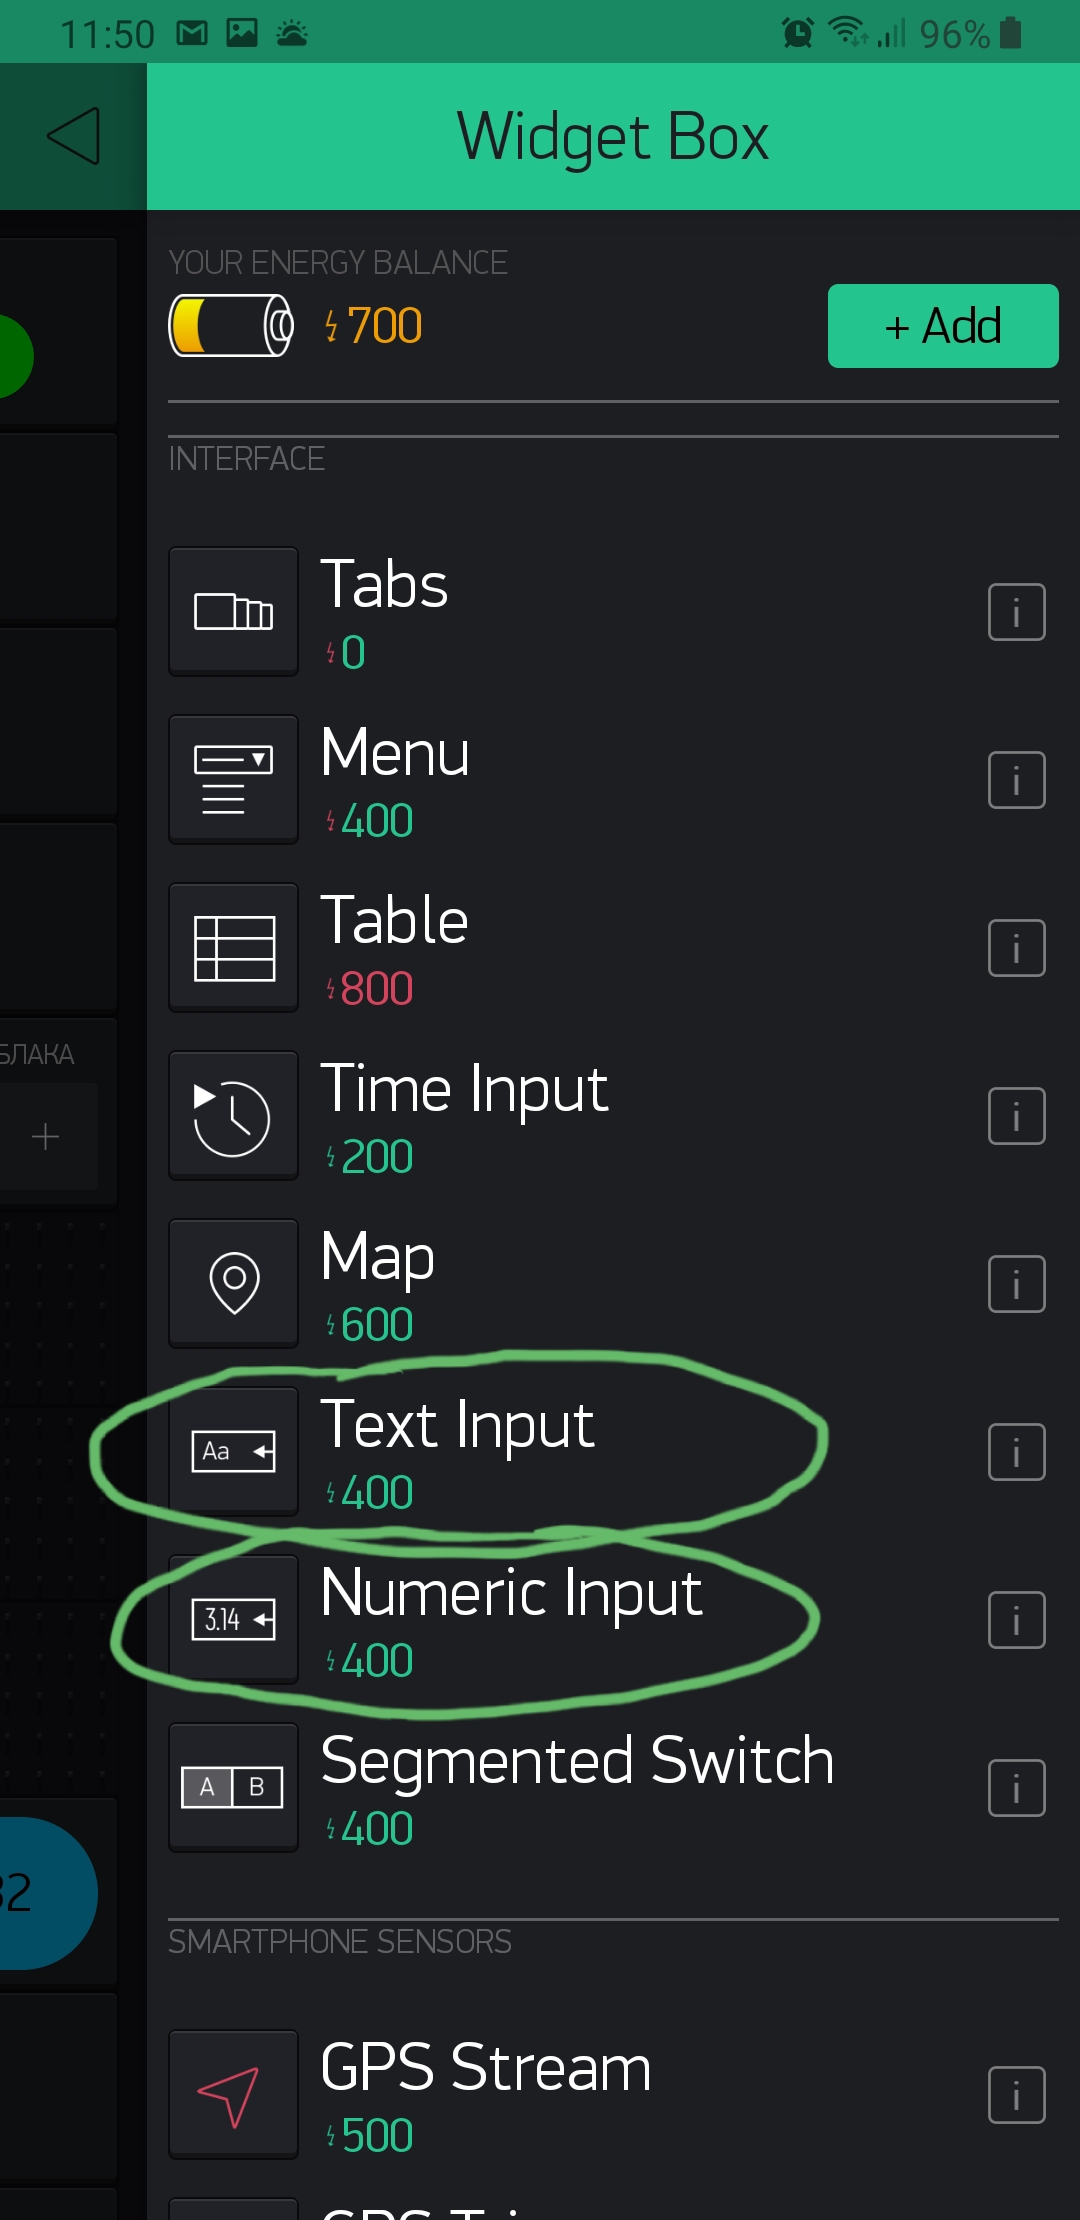 11:50 96%
Widget Box
YOUR ENERGY BALANCE
700
+ Add
INTERFACE
Tabs
0
i
Menu
400
i
Table
800
i
БЛАКА
+
Time Input
200
i
Map
600
i
Aa
Text Input
400
i
3.14
Numeric Input
400
i
A B
Segmented Switch
400
i
SMARTPHONE SENSORS
GPS Stream
500
i